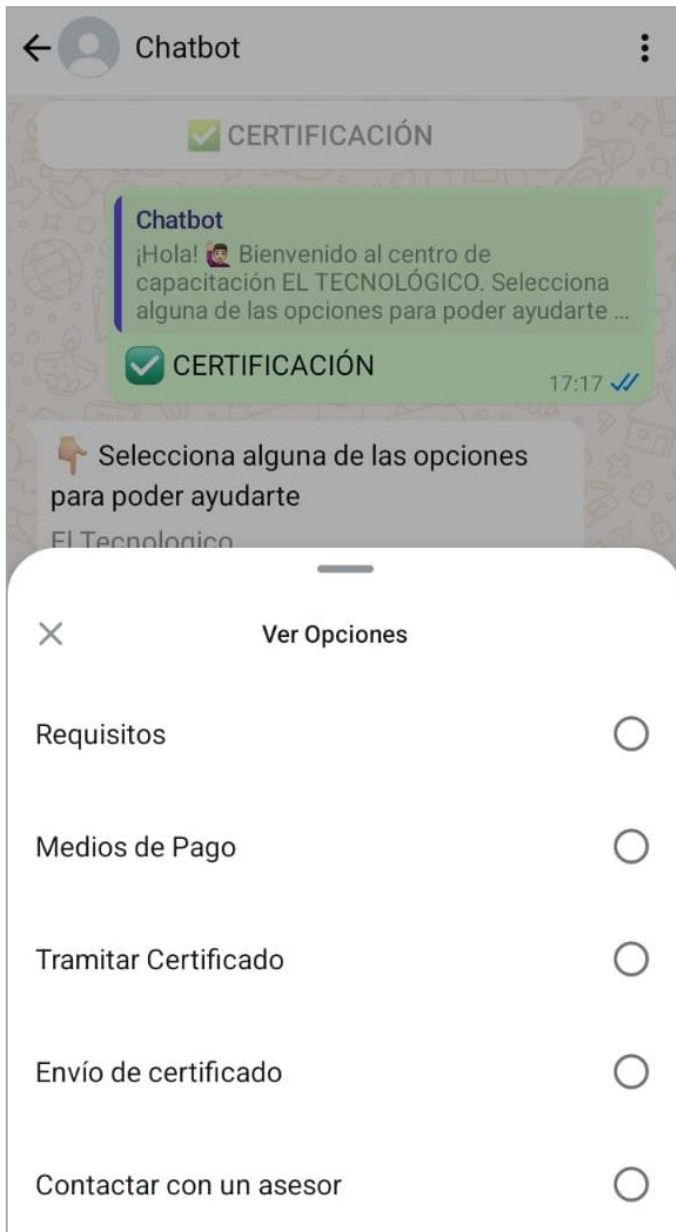 Chatbot
✅ CERTIFICACIÓN
Chatbot
¡Hola! 🙋🏻‍♂️ Bienvenido al centro de
capacitación EL TECNOLÓGICO. Selecciona
alguna de las opciones para poder ayudarte ...
✅ CERTIFICACIÓN
17:17
👇🏼 Selecciona alguna de las opciones
para poder ayudarte
El Tecnologico
Ver Opciones
Requisitos
Medios de Pago
Tramitar Certificado
Envío de certificado
Contactar con un asesor